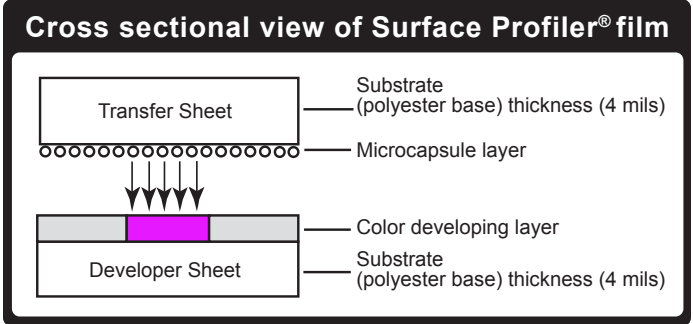 Cross sectional view of Surface Profiler® film
Transfer Sheet
Substrate
(polyester base) thickness (4 mils)
Microcapsule layer
Color developing layer
Developer Sheet
Substrate
(polyester base) thickness (4 mils)